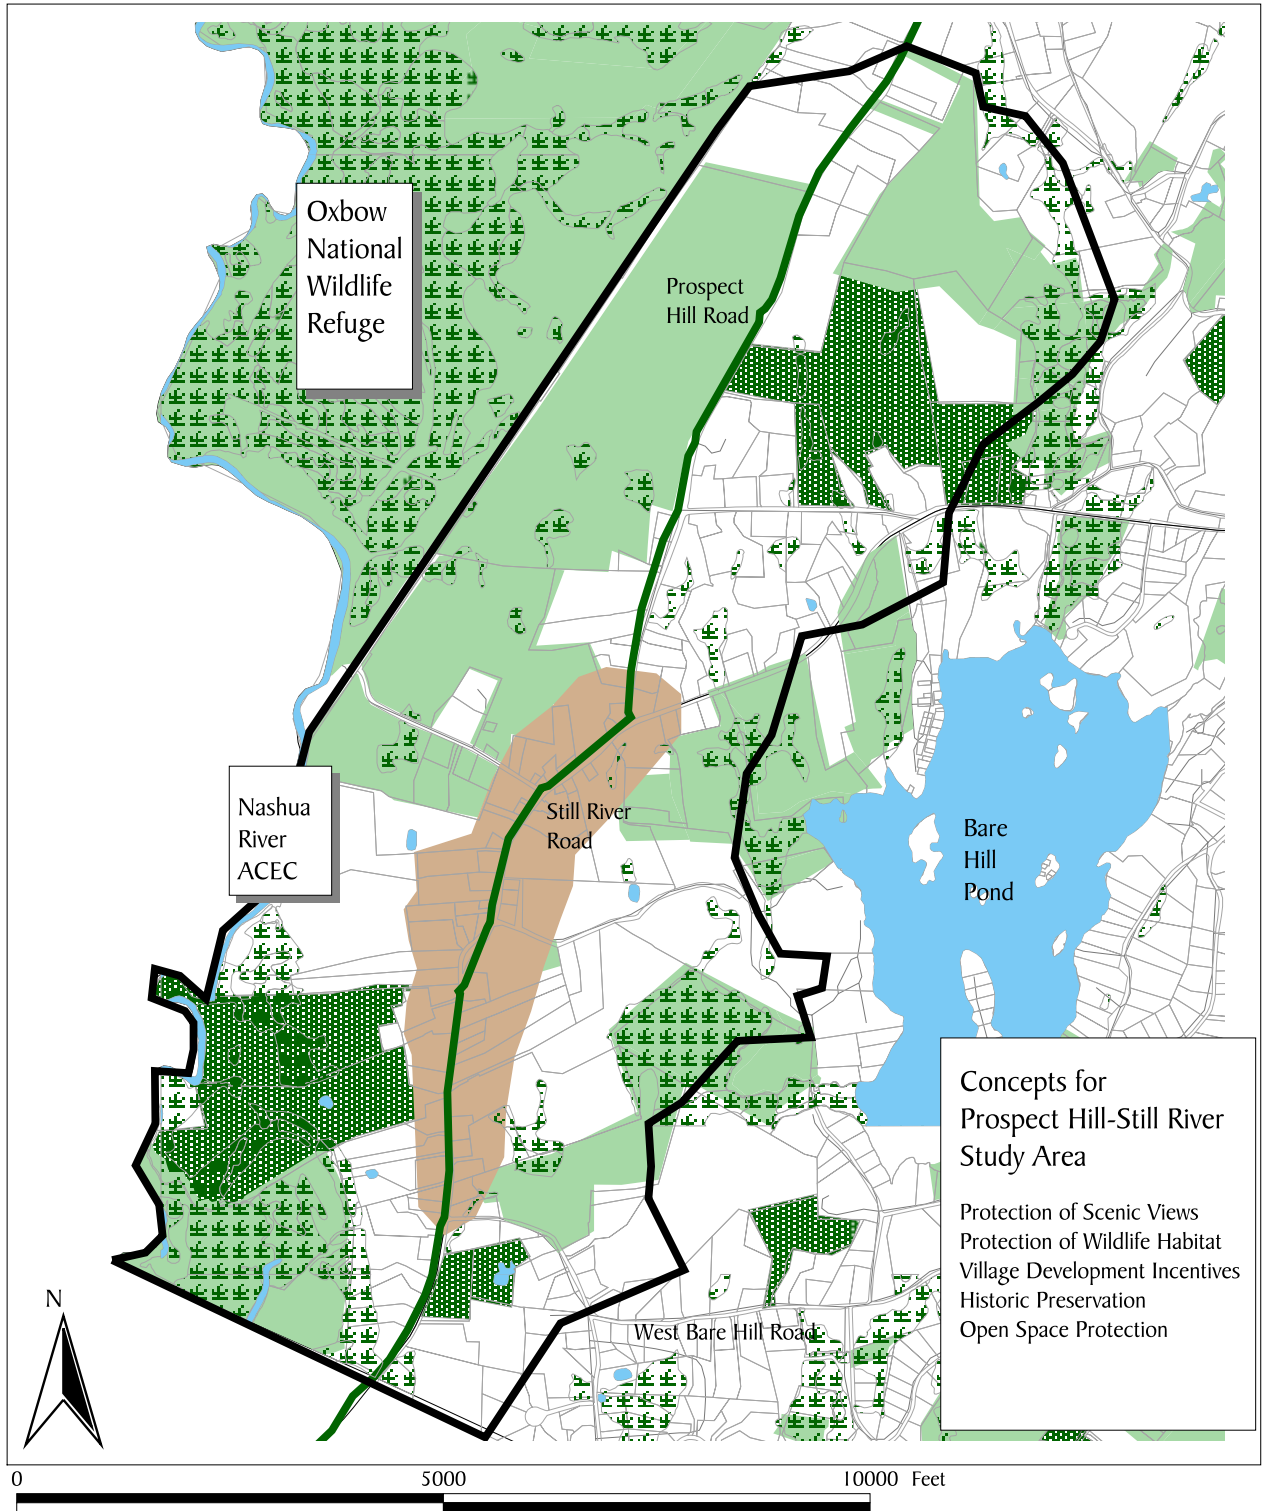 Oxbow
National
Wildlife
Refuge
Prospect
Hill Road
Nashua
River
ACEC
Still River
Road
Bare
Hill
Pond
Concepts for
Prospect Hill-Still River
Study Area
Protection of Scenic Views
Protection of Wildlife Habitat
Village Development Incentives
Historic Preservation
Open Space Protection
N
West Bare Hill Road
0 5000 10000 Feet